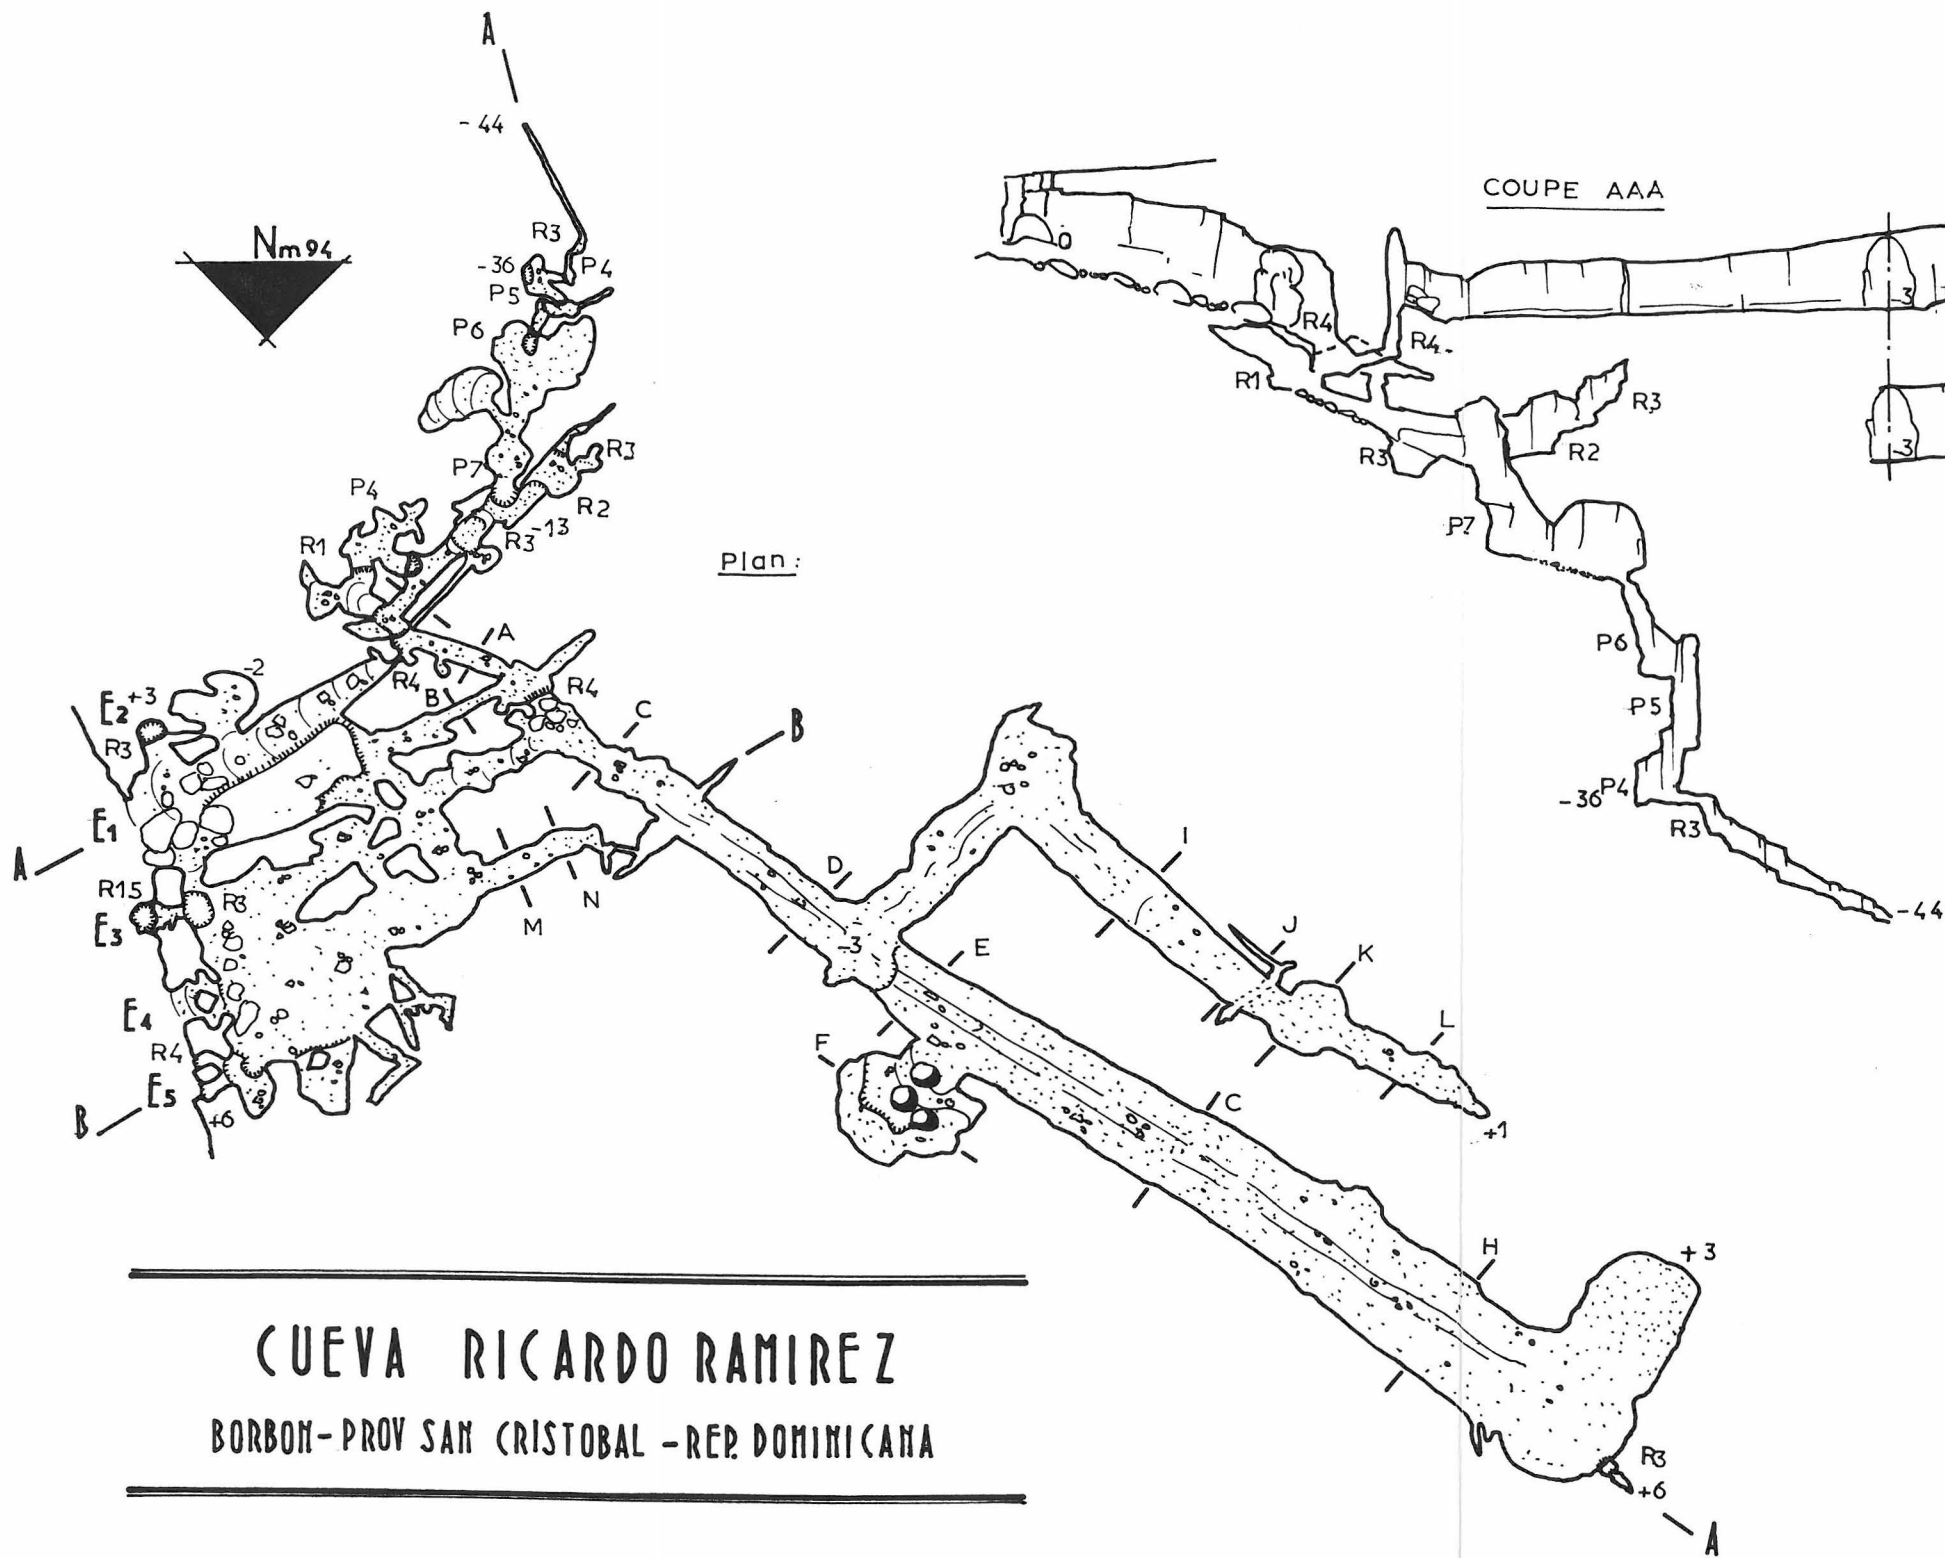 A
- 44
Nm94
R3
-36
P4
P5
P6
P7
R3
P4
R2
R1
R3
-13
A
-2
R4
B
R4
E2
+3
R3
C
B
E1
A
R15
R3
E3
M
N
D
-3
E
E4
R4
E5
B
+6
F
I
J
K
L
+1
C
H
+3
R3
+6
A
Plan:
COUPE AAA
0
R4
R4
3
R1
R3
R3
R2
-3
P7
P6
P5
-36
P4
R3
-44
CUEVA RICARDO RAMIREZ
BORBON-PROV SAN CRISTOBAL -REP. DOMINICANA